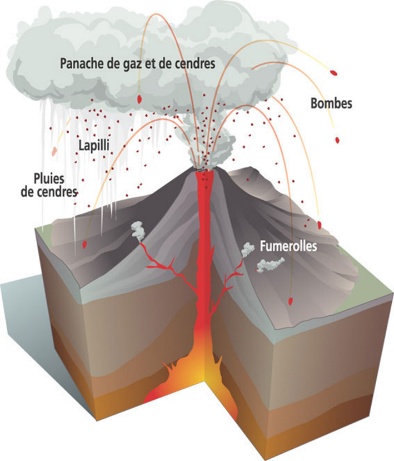 Panache de gaz et de cendres
Bombes
Lapilli
Pluies
de cendres
Fumerolles